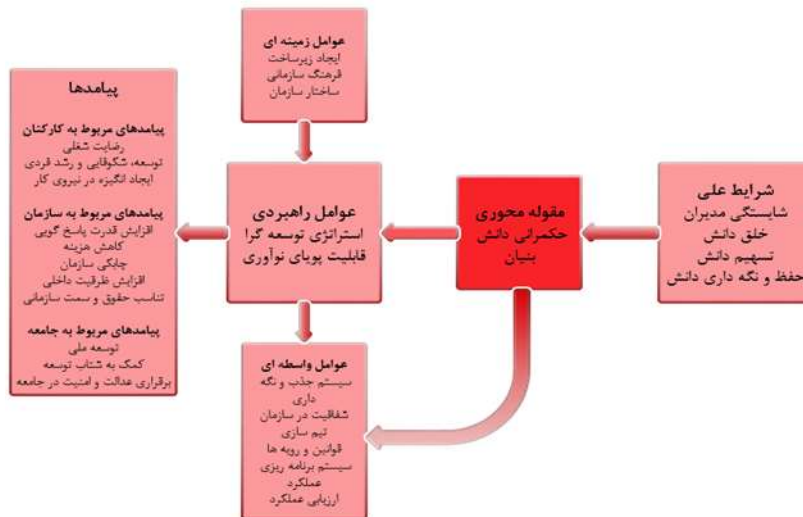 شرایط علی
شایستگی مدیران
خلق دانش
تسهیم دانش
حفظ و نگه داری دانش
مقوله محوری
حکمرانی دانش
بنیان
عوامل زمینه ای
ایجاد زیرساخت
فرهنگ سازمانی
ساختار سازمان
عوامل راهبردی
استراتژی توسعه گرا
قابلیت پویای نوآوری
عوامل واسطه ای
سیستم جذب و نگه
داری
شفافیت در سازمان
تیم سازی
قوانین و رویه ها
سیستم برنامه ریزی
عملکرد
ارزیابی عملکرد
پیامدها
پیامدهای مربوط به کارکنان
رضایت شغلی
توسعه، شکوفایی و رشد فردی
ایجاد انگیزه در نیروی کار
پیامدهای مربوط به سازمان
افزایش قدرت پاسخ گویی
کاهش هزینه
چابکی سازمان
افزایش ظرفیت داخلی
تناسب حقوق و سمت سازمانی
پیامدهای مربوط به جامعه
توسعه ملی
کمک به شتاب توسعه
برقراری عدالت و امنیت در جامعه